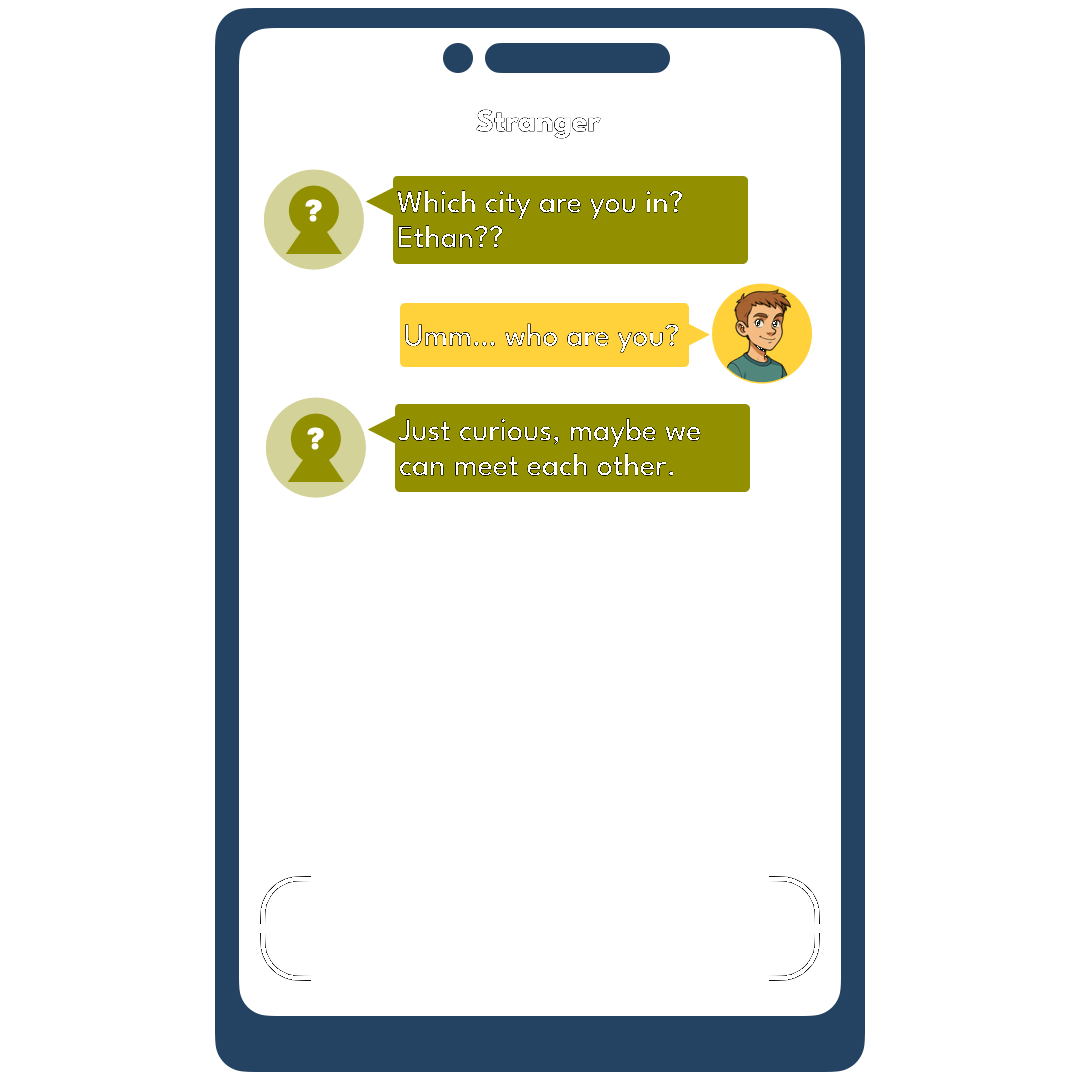 Stranger
?
Which city are you in?
Ethan??
Umm... who are you?
?
Just curious, maybe we
can meet each other.